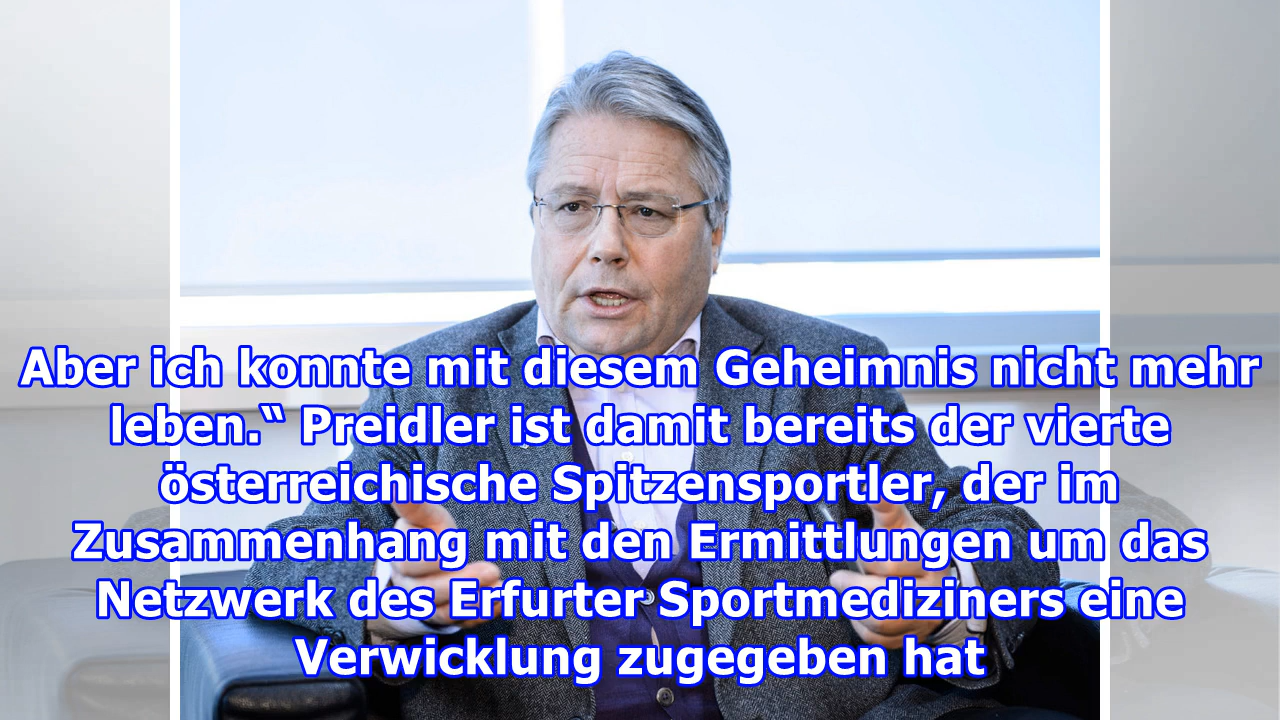 Aber ich konnte mit diesem Geheimnis nicht mehr
leben.“ Preidler ist damit bereits der vierte
österreichische Spitzensportler, der im
Zusammenhang mit den Ermittlungen um das
Netzwerk des Erfurter Sportmediziners eine
Verwicklung zugegeben hat